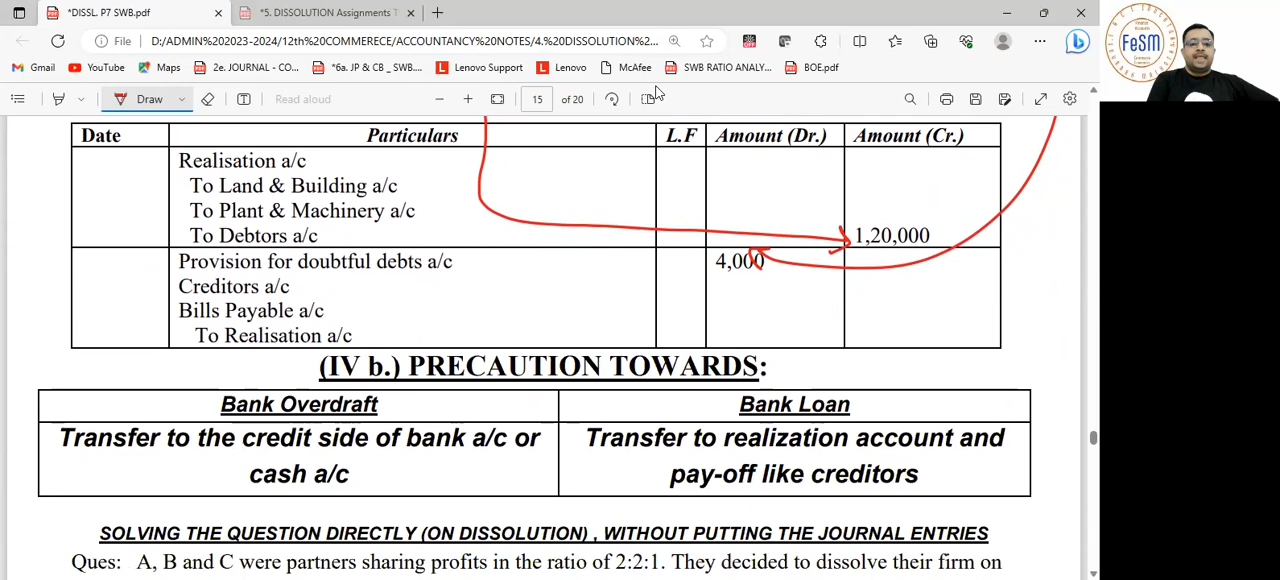 *DISSL. P7 SWB.pdf
*5. DISSOLUTION Assignments T
File
D:/ADMIN%202023-2024/12th%20COMMERECE/ACCOUNTANCY%20NOTES/4.%20DISSOLUTION%2...
Gmail
YouTube
Maps
2e. JOURNAL - CO...
*6a. JP & RCB _ SWB....
Lenovo Support
Lenovo
McAfee
SWB RATIO ANALY...
BOE.pdf
Draw
Read aloud
15
of 20
FeSM
Date Particulars L.F Amount (Dr.) Amount (Cr.)
Realisation a/c
To Land & Building a/c
To Plant & Machinery a/c
To Debtors a/c 1,20,000
Provision for doubtful debts a/c 4,000
Creditors a/c
Bills Payable a/c
To Realisation a/c
(IV b.) PRECAUTION TOWARDS:
Bank Overdraft Bank Loan
Transfer to the credit side of bank a/c or Transfer to realization account and
cash a/c pay-off like creditors
SOLVING THE QUESTION DIRECTLY (ON DISSOLUTION) , WITHOUT PUTTING THE JOURNAL ENTRIES
Ques: A, B and C were partners sharing profits in the ratio of 2:2:1. They decided to dissolve their firm on